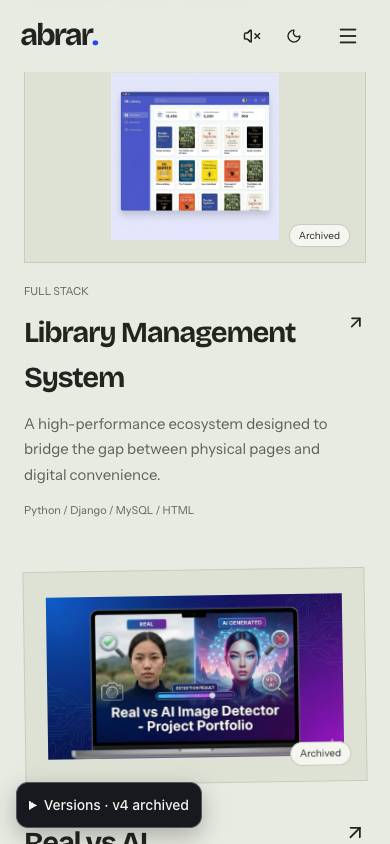 abrar.
Archived
FULL STACK
Library Management
System
A high-performance ecosystem designed to
bridge the gap between physical pages and
digital convenience.
Python / Django / MySQL / HTML
REAL
AI GENERATED
DETECTION PRODUCT
Real vs AI Image Detector
- Project Portfolio
Archived
Versions · v4 archived
Real vs AI